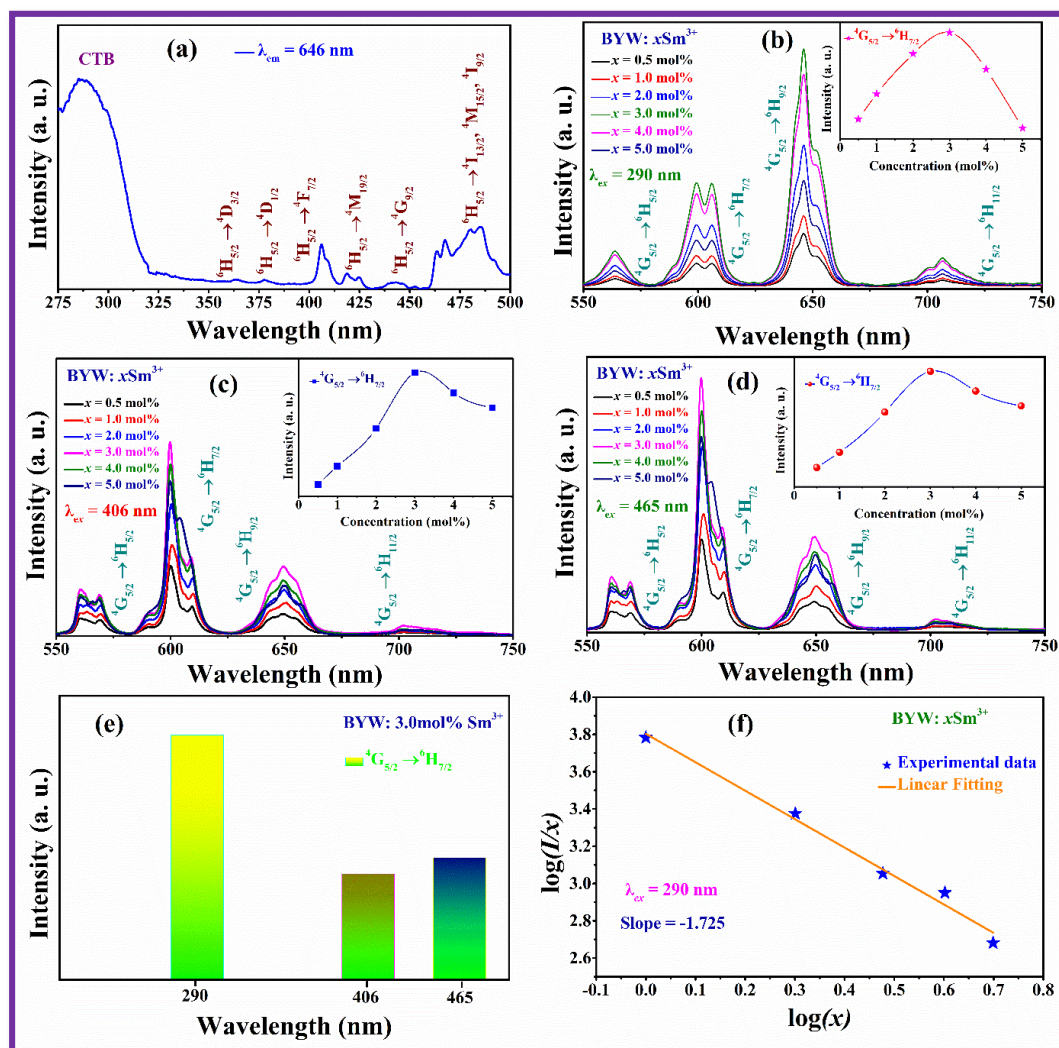 (a)
CTB
λem = 646 nm
⁶H₅/₂→⁴D₃/₂
⁶H₅/₂→⁴D₁/₂
⁶H₅/₂→⁴F₇/₂
⁶H₅/₂→⁴M₁₉/₂
⁶H₅/₂→⁴G₉/₂
⁶H₅/₂→⁴I₁₃/₂, ⁴M₁₅/₂, ⁴I₉/₂
Intensity (a. u.)
275 300 325 350 375 400 425 450 475 500
Wavelength (nm)
(b)
BYW: xSm³⁺
x = 0.5 mol%
x = 1.0 mol%
x = 2.0 mol%
x = 3.0 mol%
x = 4.0 mol%
x = 5.0 mol%
λex = 290 nm
⁴G₅/₂→⁶H₅/₂
⁴G₅/₂→⁶H₇/₂
⁴G₅/₂→⁶H₉/₂
⁴G₅/₂→⁶H₁₁/₂
⁴G₅/₂→⁶H₇/₂
Intensity (a. u.)
0 1 2 3 4 5
Concentration (mol%)
Intensity (a. u.)
550 600 650 700 750
Wavelength (nm)
(c)
BYW: xSm³⁺
x = 0.5 mol%
x = 1.0 mol%
x = 2.0 mol%
x = 3.0 mol%
x = 4.0 mol%
x = 5.0 mol%
λex = 406 nm
⁴G₅/₂→⁶H₅/₂
⁴G₅/₂→⁶H₇/₂
⁴G₅/₂→⁶H₉/₂
⁴G₅/₂→⁶H₁₁/₂
⁴G₅/₂→⁶H₇/₂
Intensity (a. u.)
0 1 2 3 4 5
Concentration (mol%)
Intensity (a. u.)
550 600 650 700 750
Wavelength (nm)
(d)
BYW: xSm³⁺
x = 0.5 mol%
x = 1.0 mol%
x = 2.0 mol%
x = 3.0 mol%
x = 4.0 mol%
x = 5.0 mol%
λex = 465 nm
⁴G₅/₂→⁶H₅/₂
⁴G₅/₂→⁶H₇/₂
⁴G₅/₂→⁶H₉/₂
⁴G₅/₂→⁶H₁₁/₂
⁴G₅/₂→⁶H₇/₂
Intensity (a. u.)
0 1 2 3 4 5
Concentration (mol%)
Intensity (a. u.)
550 600 650 700 750
Wavelength (nm)
(e)
BYW: 3.0mol% Sm³⁺
⁴G₅/₂→⁶H₇/₂
Intensity (a. u.)
290 406 465
Wavelength (nm)
(f)
BYW: xSm³⁺
Experimental data
Linear Fitting
λex = 290 nm
Slope = -1.725
log(I/x)
4.0
3.8
3.6
3.4
3.2
3.0
2.8
2.6
-0.1 0.0 0.1 0.2 0.3 0.4 0.5 0.6 0.7 0.8
log(x)